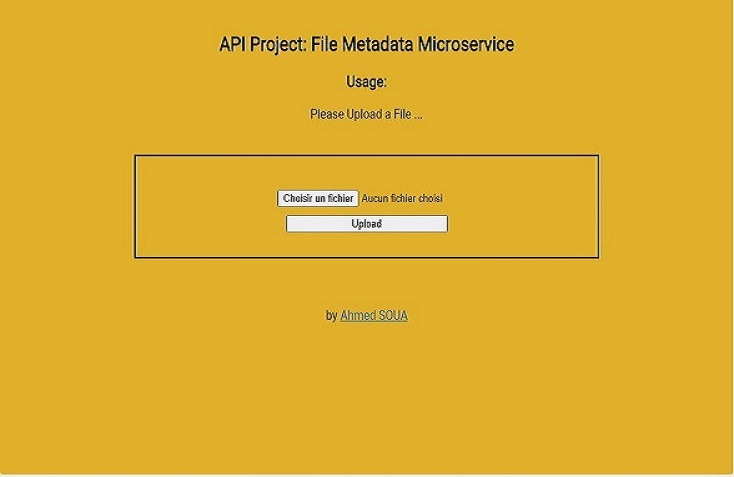 API Project: File Metadata Microservice
Usage:
Please Upload a File ...
Choisir un fichier Aucun fichier choisi
Upload
by Ahmed SOUA